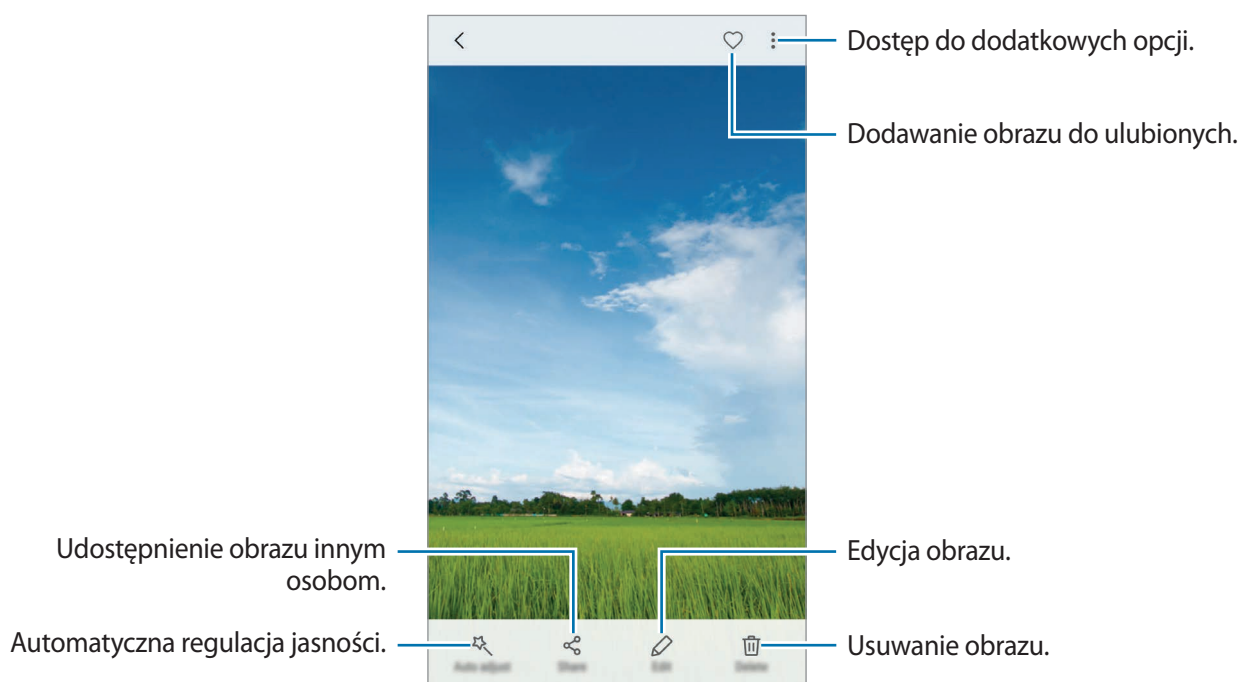 Dostęp do dodatkowych opcji.
Dodawanie obrazu do ulubionych.
Udostępnienie obrazu innym
osobom.
Edycja obrazu.
Automatyczna regulacja jasności.
Usuwanie obrazu.
Auto adjust
Share
Edit
Delete